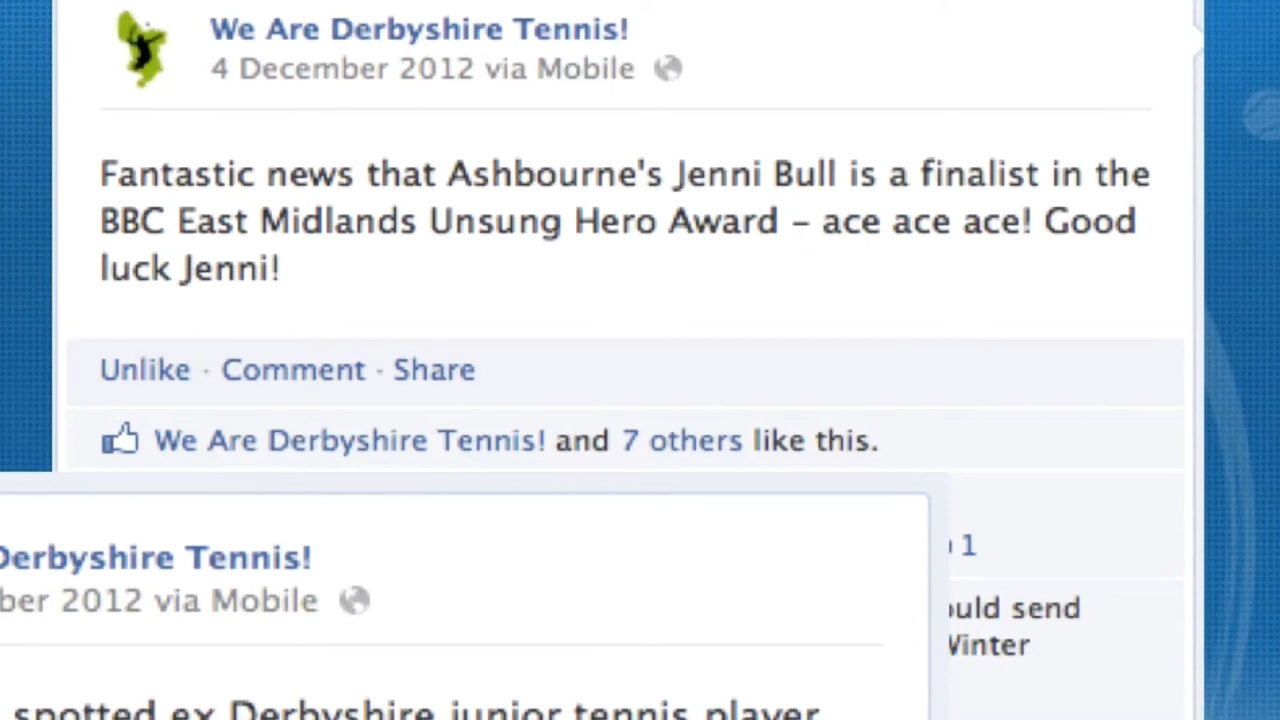 We Are Derbyshire Tennis!
4 December 2012 via Mobile
Fantastic news that Ashbourne's Jenni Bull is a finalist in the
BBC East Midlands Unsung Hero Award – ace ace ace! Good
luck Jenni!
Unlike · Comment · Share
We Are Derbyshire Tennis! and 7 others like this.
1
send
Winter
Derbyshire Tennis!
2012 via Mobile
spotted ex Derbyshire junior tennis player